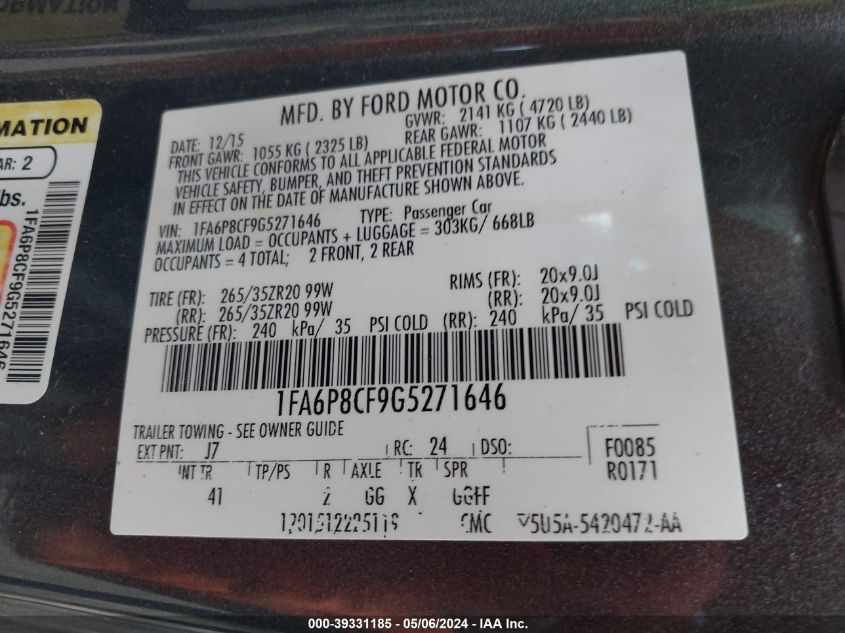 MFD. BY FORD MOTOR CO.
DATE: 12/15 GVWR: 2141 KG ( 4720 LB)
FRONT GAWR: 1055 KG ( 2325 LB) REAR GAWR: 1107 KG ( 2440 LB)
THIS VEHICLE CONFORMS TO ALL APPLICABLE FEDERAL MOTOR
VEHICLE SAFETY, BUMPER, AND THEFT PREVENTION STANDARDS
IN EFFECT ON THE DATE OF MANUFACTURE SHOWN ABOVE.
VIN: 1FA6P8CF9G5271646 TYPE: Passenger Car
MAXIMUM LOAD = OCCUPANTS + LUGGAGE = 303KG/ 668LB
OCCUPANTS = 4 TOTAL; 2 FRONT, 2 REAR
TIRE (FR): 265/35ZR20 99W RIMS (FR): 20x9.0J
(RR): 265/35ZR20 99W (RR): 20x9.0J
PRESSURE (FR): 240 kPa/ 35 PSI COLD (RR): 240 kPa/ 35 PSI COLD
1FA6P8CF9G5271646
TRAILER TOWING - SEE OWNER GUIDE
EXT PNT: J7 RC: 24 DSO: F0085
R0171
INT TR TP/PS R AXLE TR SPR
41 2 GG X GGFF
MATION
AR: 2
lbs.
1FA6P8CF9G5271646
000-39331185 - 05/06/2024 - IAA Inc.